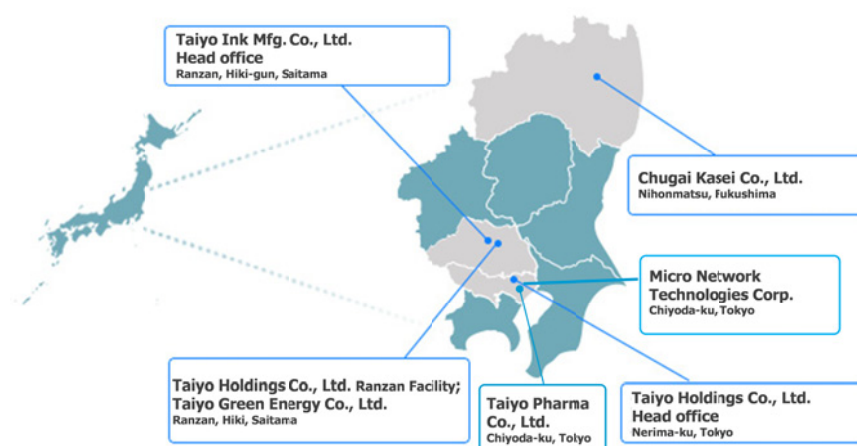 Taiyo Ink Mfg. Co., Ltd.
Head office
Ranzan, Hiki-gun, Saitama
Chugai Kasei Co., Ltd.
Nihonmatsu, Fukushima
Micro Network
Technologies Corp.
Chiyoda-ku, Tokyo
Taiyo Holdings Co., Ltd. Ranzan Facility;
Taiyo Green Energy Co., Ltd.
Ranzan, Hiki, Saitama
Taiyo Pharma
Co., Ltd.
Chiyoda-ku, Tolyo
Taiyo Holdings Co., Ltd.
Head office
Nerima-ku, Tokyo